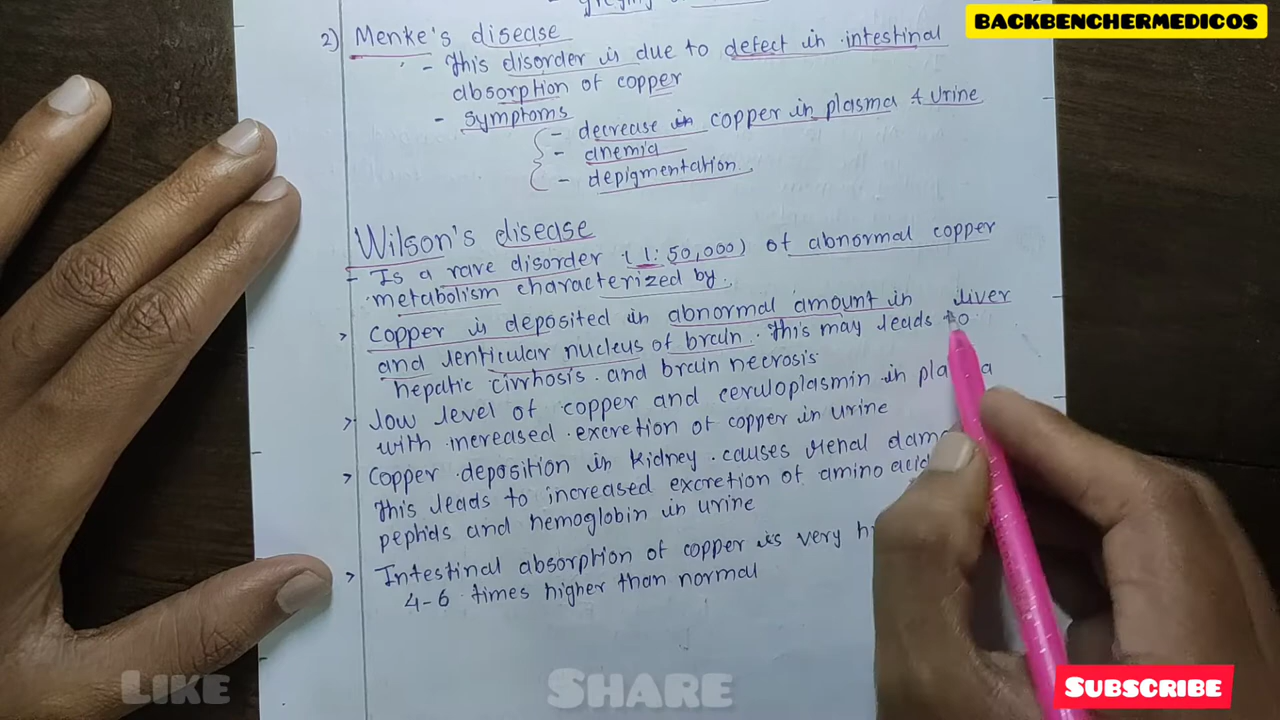 BACKBENCHERMEDICOS
2) Menke's disease
- This disorder is due to defect in intestinal
absorption of copper
- Symptoms
- decrease in copper in plasma & urine
- anemia
- depigmentation
Wilson's disease
- Is a rare disorder (1:50,000) of abnormal copper
metabolism characterized by
> Copper is deposited in abnormal amount in liver
and lenticular nucleus of brain. This may leads to
hepatic cirrhosis and brain necrosis
> low level of copper and ceruloplasmin in pla a
with increased excretion of copper in urine
> Copper deposition in kidney causes renal dam
This leads to increased excretion of amino acid
peptids and hemoglobin in urine
> Intestinal absorption of copper is very h
4-6 times higher than normal
LIKE SHARE SUBSCRIBE